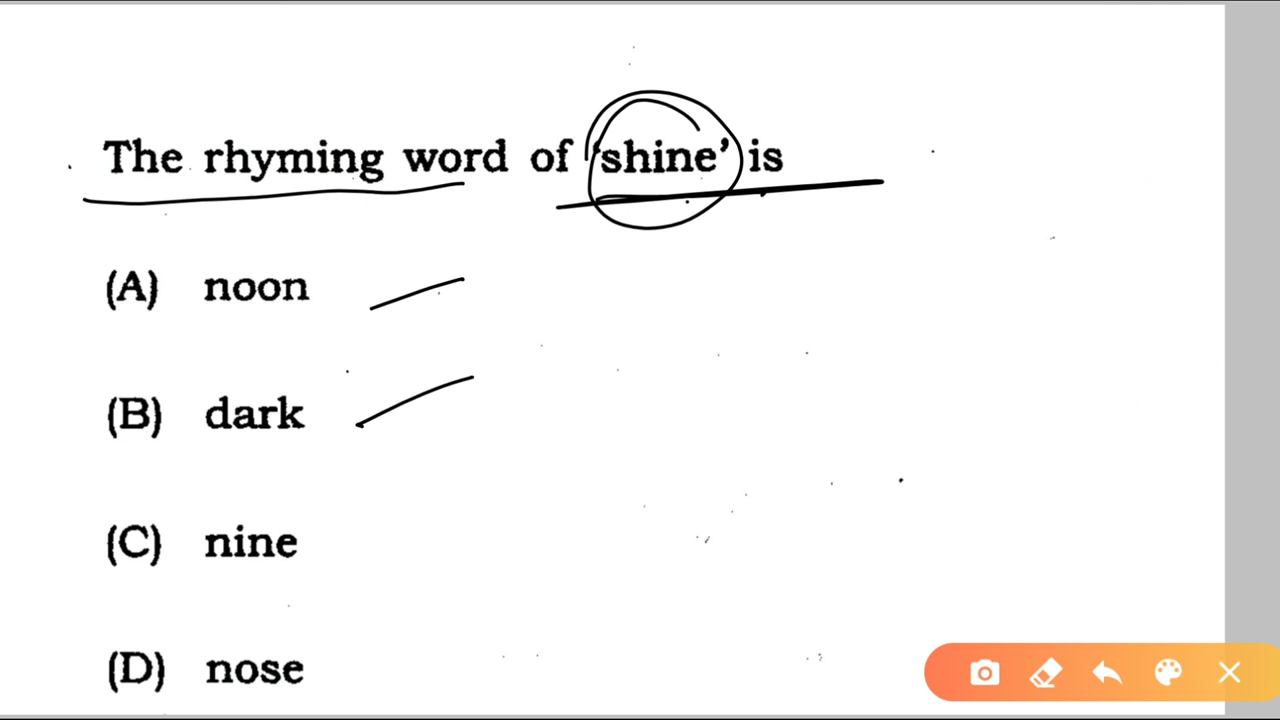 The rhyming word of ‘shine’ is
(A) noon
(B) dark
(C) nine
(D) nose